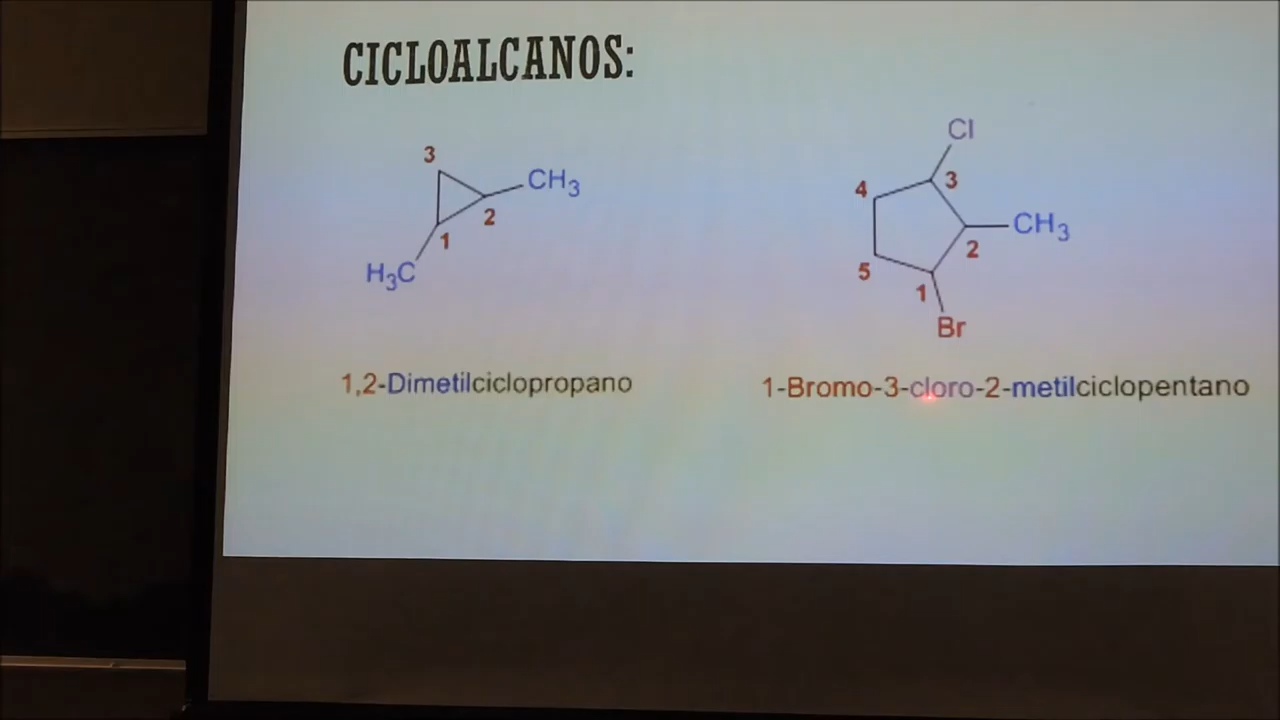 CICLOALCANOS:
3
CH3
2
1
H3C
1,2-Dimetilciclopropano
Cl
3
4
CH3
2
5
1
Br
1-Bromo-3-cloro-2-metilciclopentano